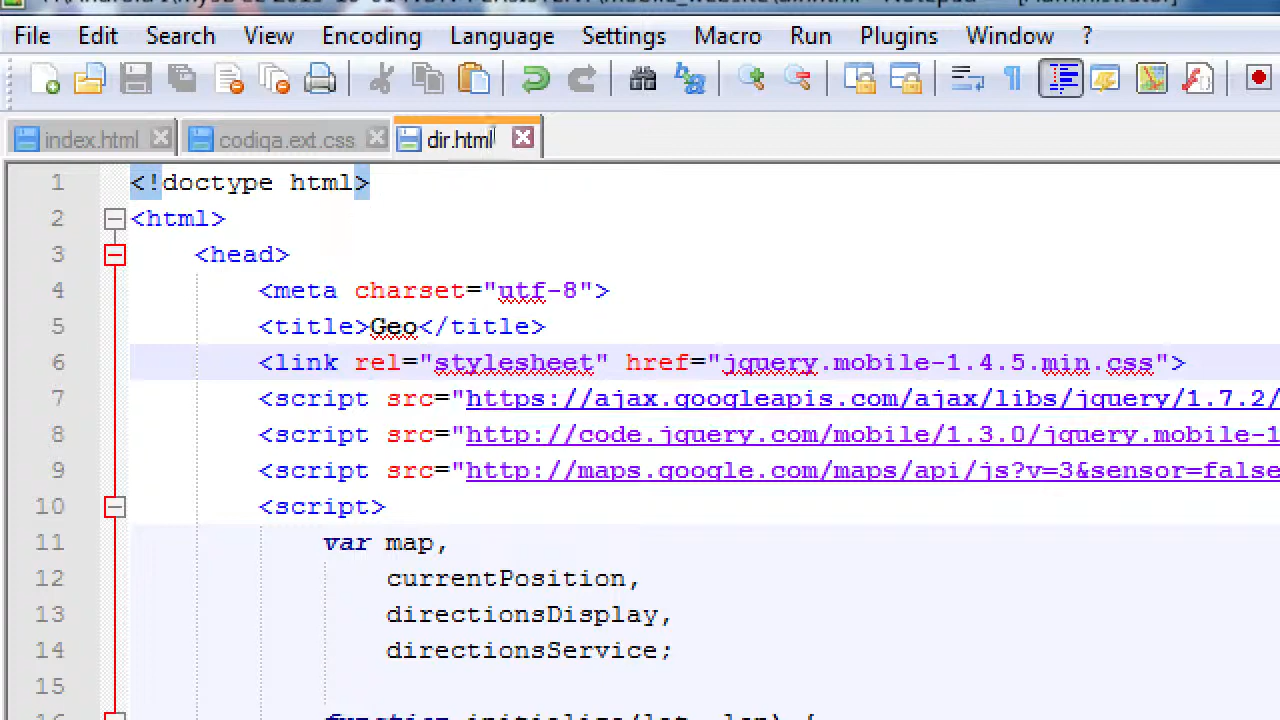 File Edit Search View Encoding Language Settings Macro Run Plugins Window ?
index.html codiqa.ext.css dir.html
1 <!doctype html>
2 <html>
3 <head>
4 <meta charset="utf-8">
5 <title>Geo</title>
6 <link rel="stylesheet" href="jquery.mobile-1.4.5.min.css">
7 <script src="https://ajax.googleapis.com/ajax/libs/jquery/1.7.2/
8 <script src="http://code.jquery.com/mobile/1.3.0/jquery.mobile-1
9 <script src="http://maps.google.com/maps/api/js?v=3&sensor=false
10 <script>
11 var map,
12 currentPosition,
13 directionsDisplay,
14 directionsService;
15
16 function initialize(lat, lon) {